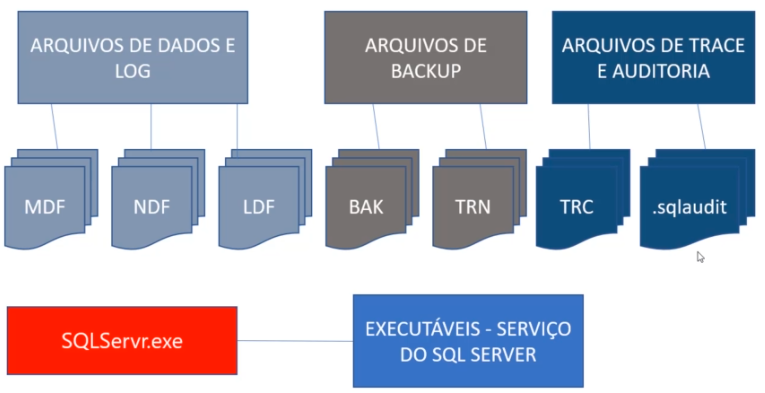 ARQUIVOS DE DADOS E
LOG
ARQUIVOS DE
BACKUP
ARQUIVOS DE TRACE
E AUDITORIA
MDF
NDF
LDF
BAK
TRN
TRC
.sqlaudit
SQLServr.exe
EXECUTÁVEIS - SERVIÇO
DO SQL SERVER